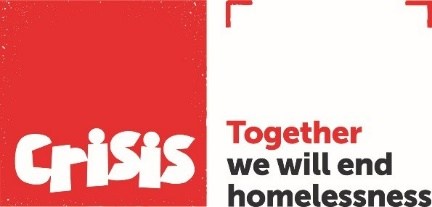 crisis
Together
we will end
homelessness